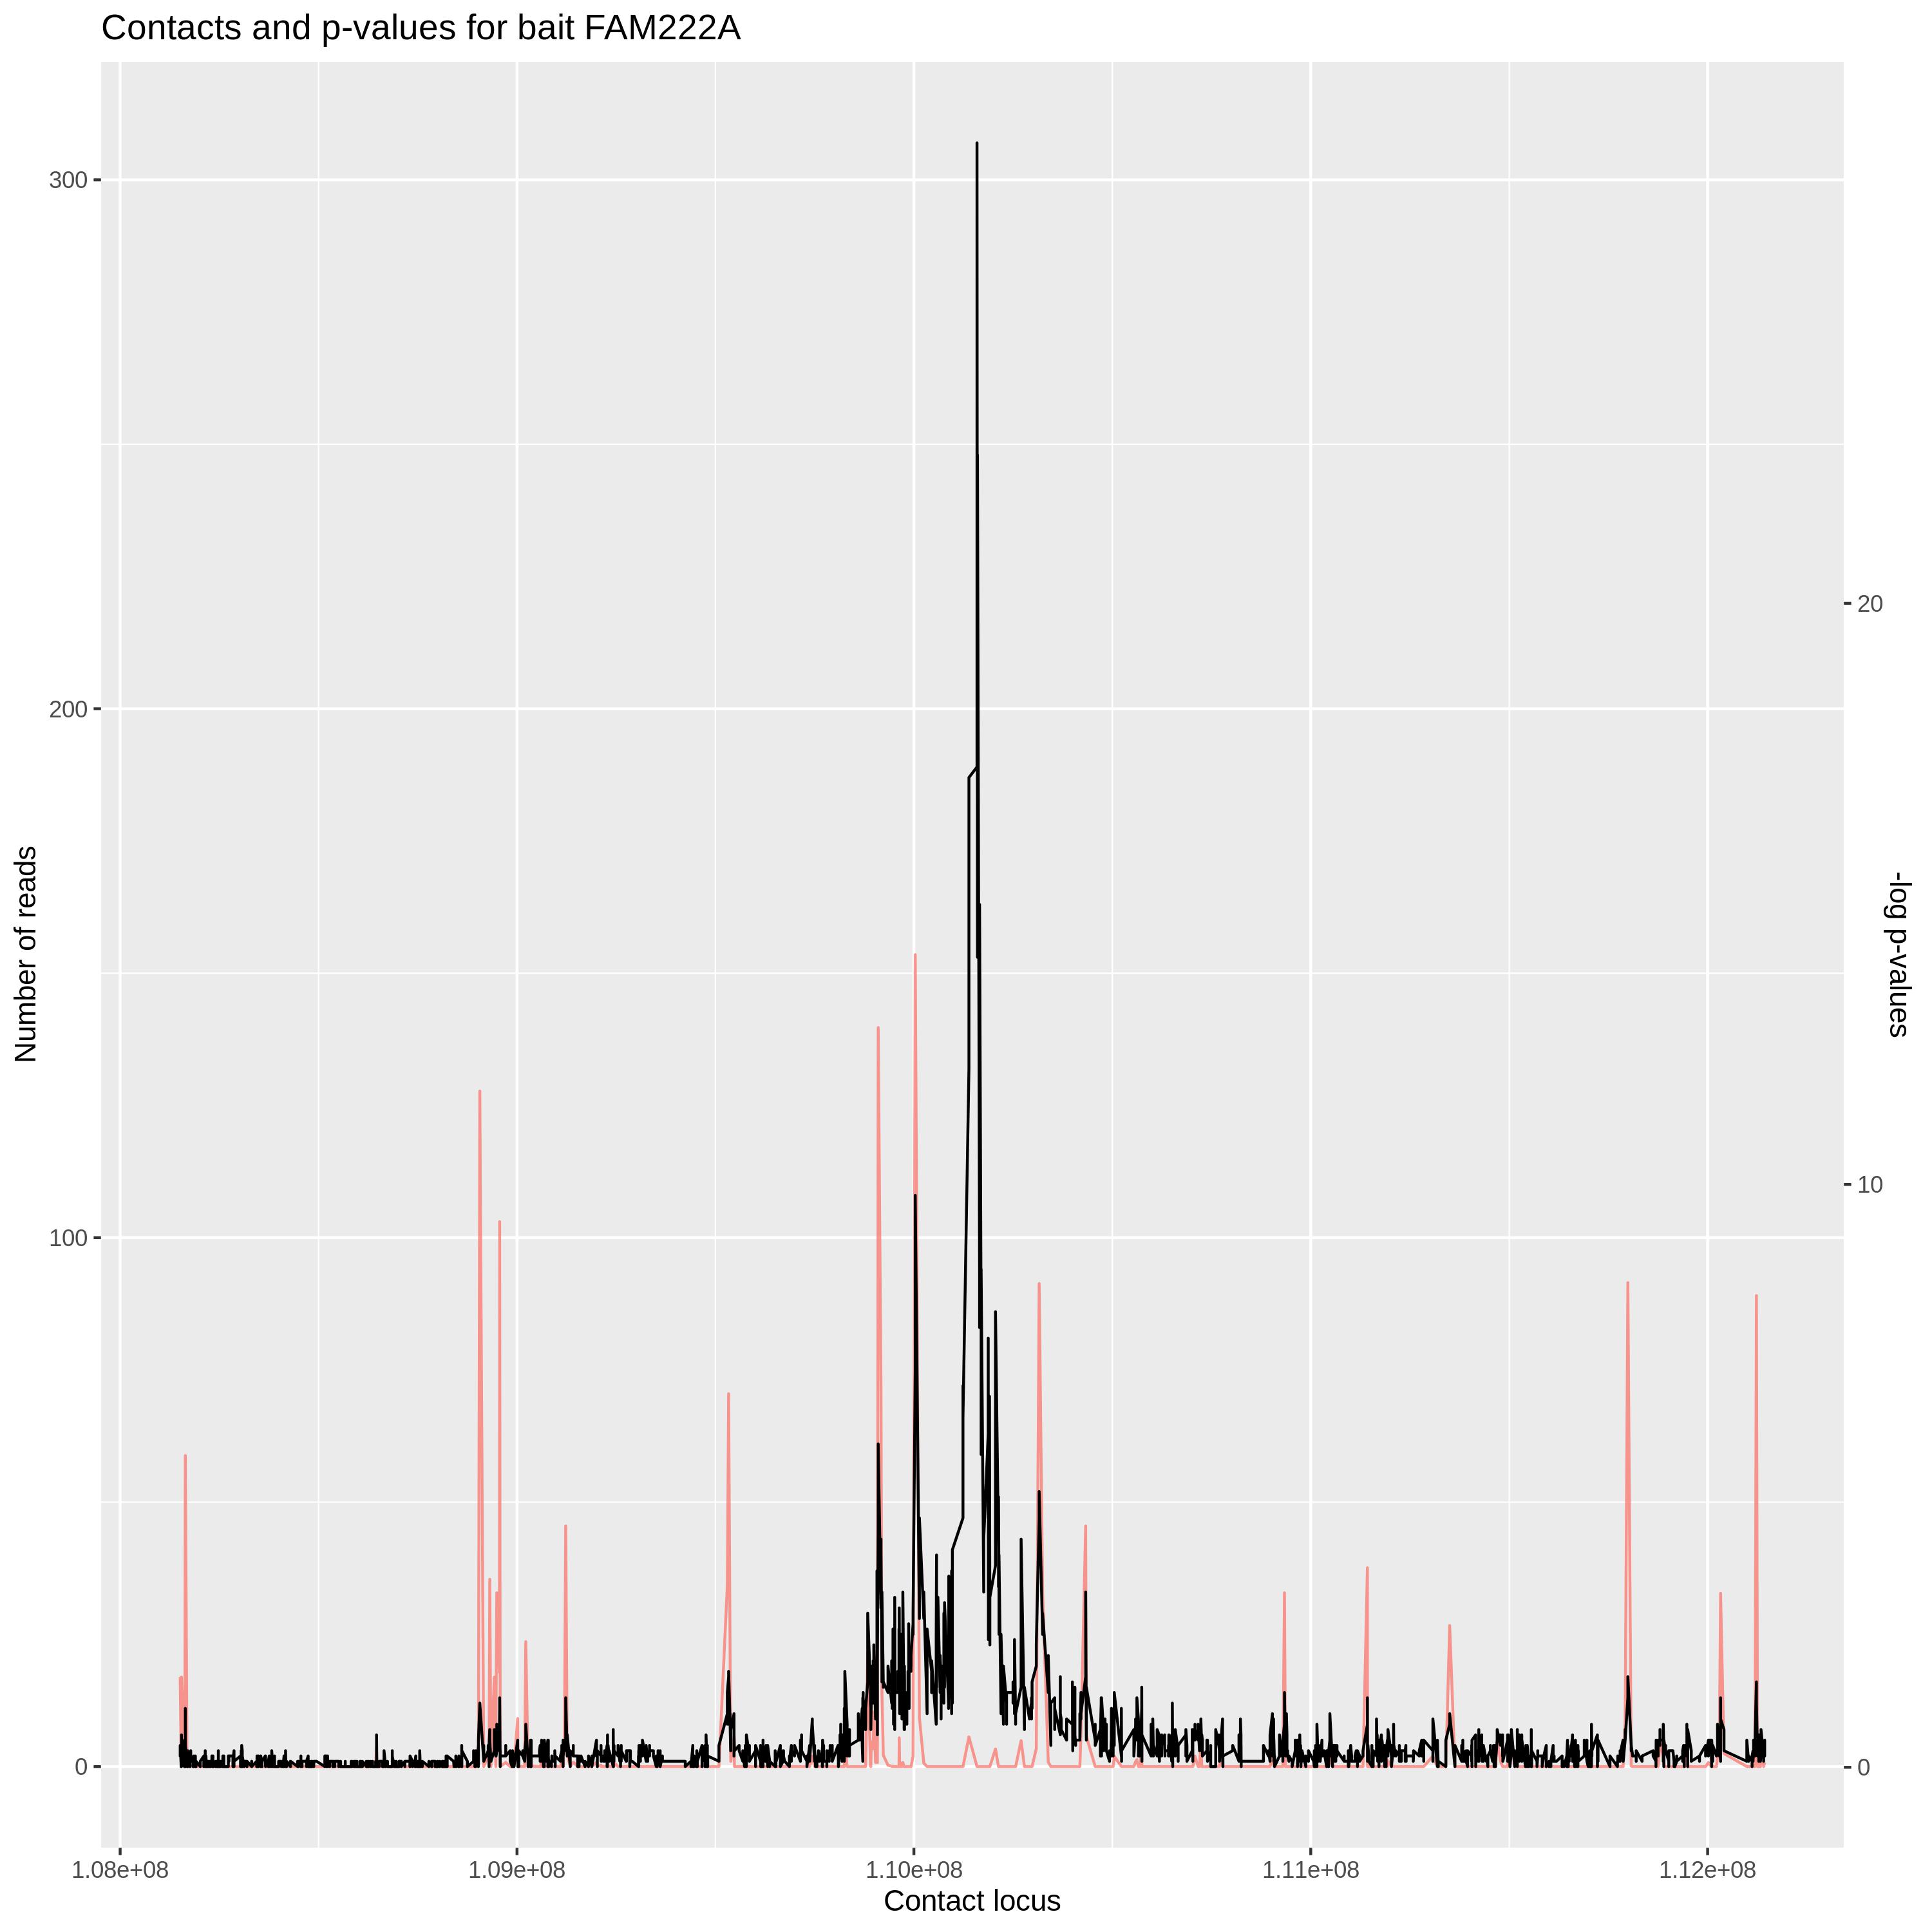 Contacts and p-values for bait FAM222A
300
200
100
0
Number of reads
20
10
0
-log p-values
1.08e+08 1.09e+08 1.10e+08 1.11e+08 1.12e+08
Contact locus